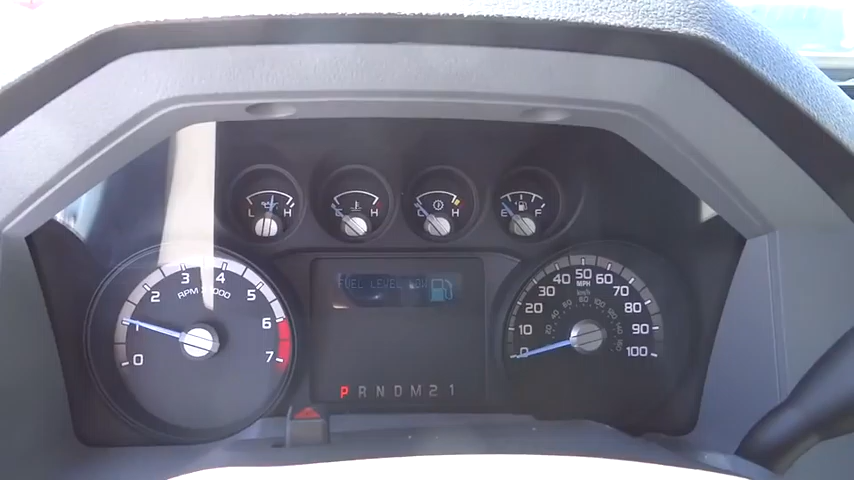 L H
C H
C H
E F
0 1 2 3 4 5 6 7
RPM X1000
FUEL LEVEL LOW
0 10 20 30 40 50 60 70 80 90 100
MPH
km/h
P R N D M 2 1